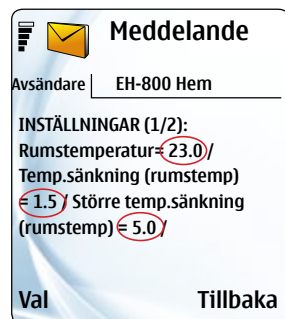 Meddelande
Avsändare EH-800 Hem
INSTÄLLNINGAR (1/2):
Rumstemperatur= 23.0 /
Temp.sänkning (rumstemp)
= 1.5 / Större temp.sänkning
(rumstemp) = 5.0 /
Val Tillbaka